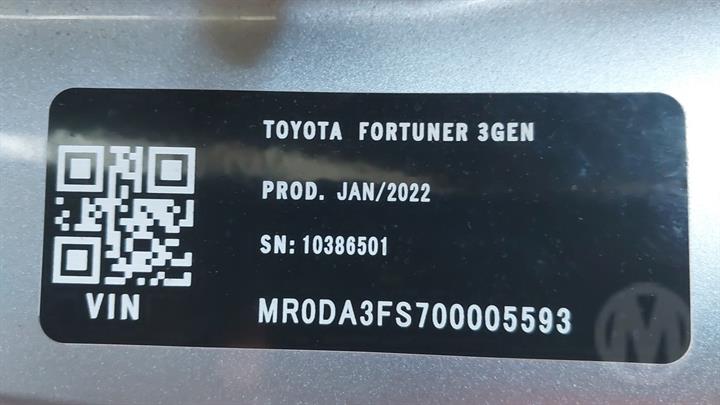 TOYOTA FORTUNER 3GEN
PROD. JAN/2022
SN: 10386501
VIN MR0DA3FS700005593
M